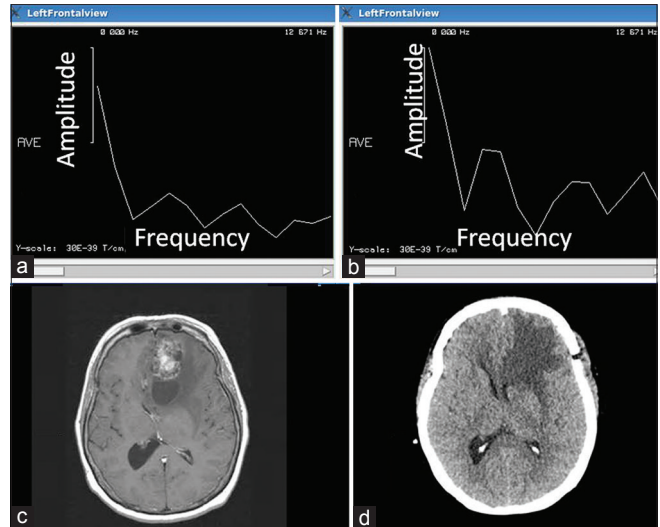 LeftFrontalview
0 000 Hz 12 671 Hz
Amplitude
AVE
Frequency
Y-scale: 30E-39 T/cm
a
LeftFrontalview
0 000 Hz 12 671 Hz
Amplitude
AVE
Frequency
Y-scale: 30E-39 T/cm
b
c
d